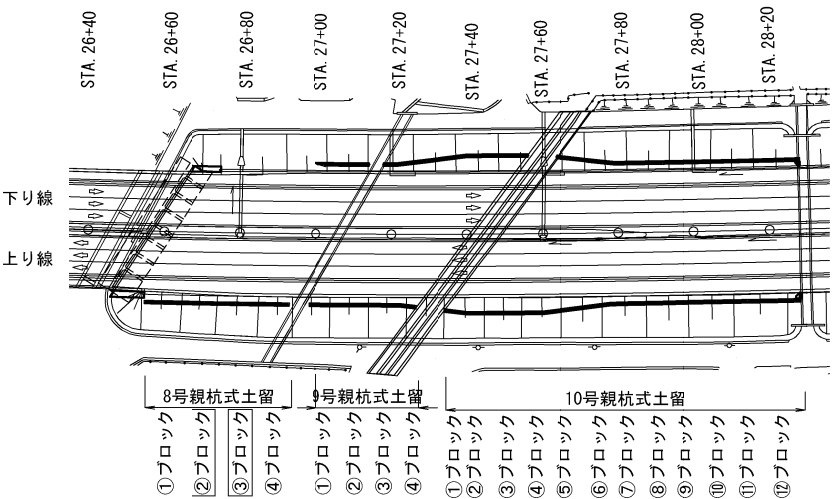 STA. 26+40
STA. 26+60
STA. 26+80
STA. 27+00
STA. 27+20
STA. 27+40
STA. 27+60
STA. 27+80
STA. 28+00
STA. 28+20
下り線
上り線
8号親杭式土留
9号親杭式土留
10号親杭式土留
①ブロック
②ブロック
③ブロック
④ブロック
①ブロック
②ブロック
③ブロック
④ブロック
①ブロック
②ブロック
③ブロック
④ブロック
⑤ブロック
⑥ブロック
⑦ブロック
⑧ブロック
⑨ブロック
⑩ブロック
⑪ブロック
⑫ブロック